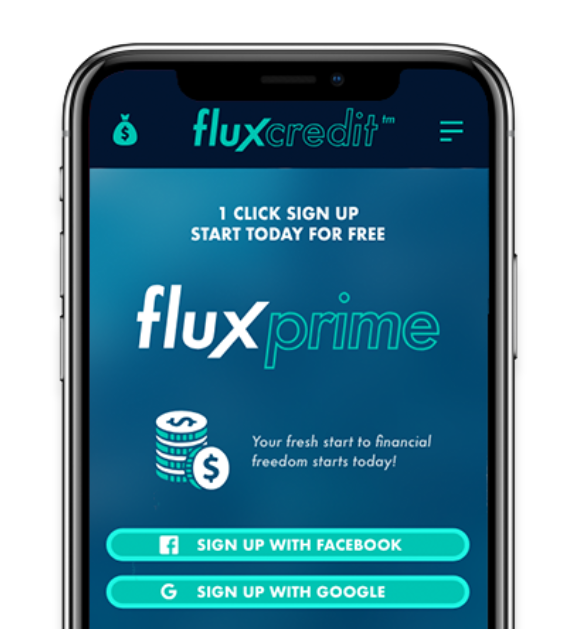 fluxcredit™
1 CLICK SIGN UP
START TODAY FOR FREE
fluxprime
Your fresh start to financial
freedom starts today!
SIGN UP WITH FACEBOOK
SIGN UP WITH GOOGLE